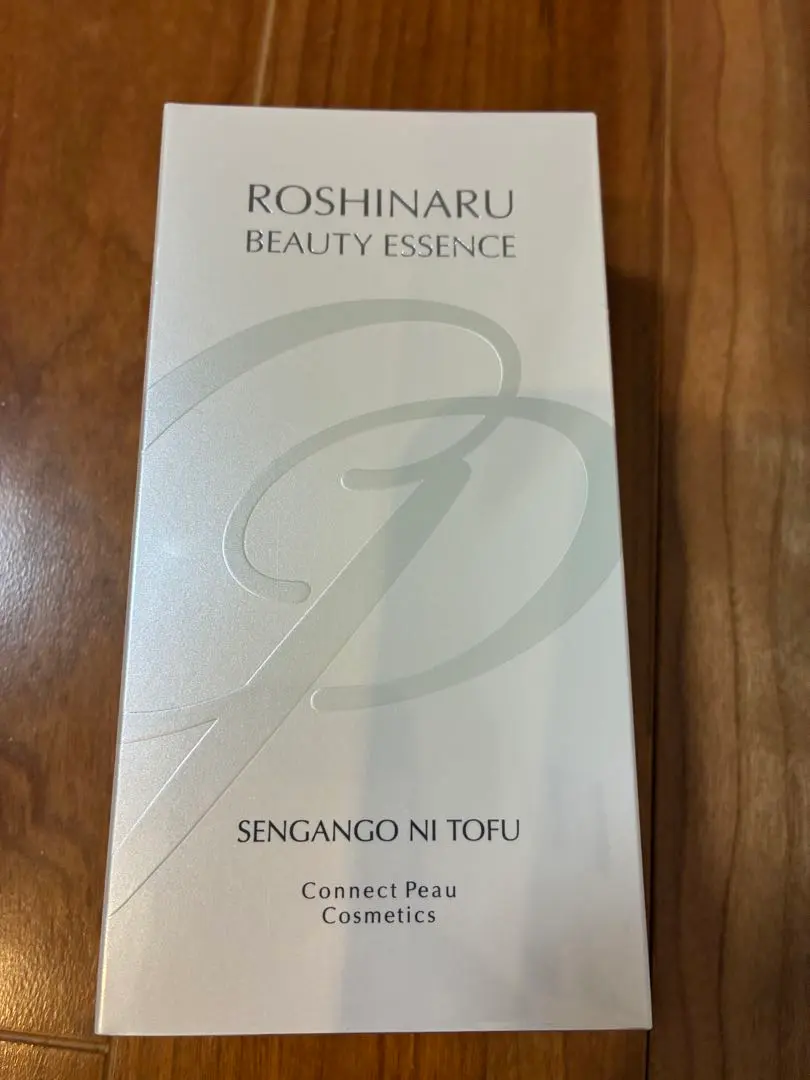 ROSHINARU
BEAUTY ESSENCE
SENGANGO NI TOFU
Connect Peau
Cosmetics